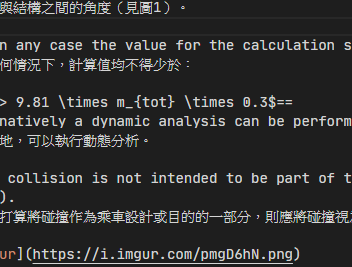 與結構之間的角度（見圖1）。
n any case the value for the calculation s
何情況下，計算值均不得少於：
> 9.81 \times m_{tot} \times 0.3$==
natively a dynamic analysis can be perform
地，可以執行動態分析。
collision is not intended to be part of t
).
打算將碰撞作為乘車設計或目的的一部分，則應將碰撞視
ur](https://i.imgur.com/pmgD6hN.png)